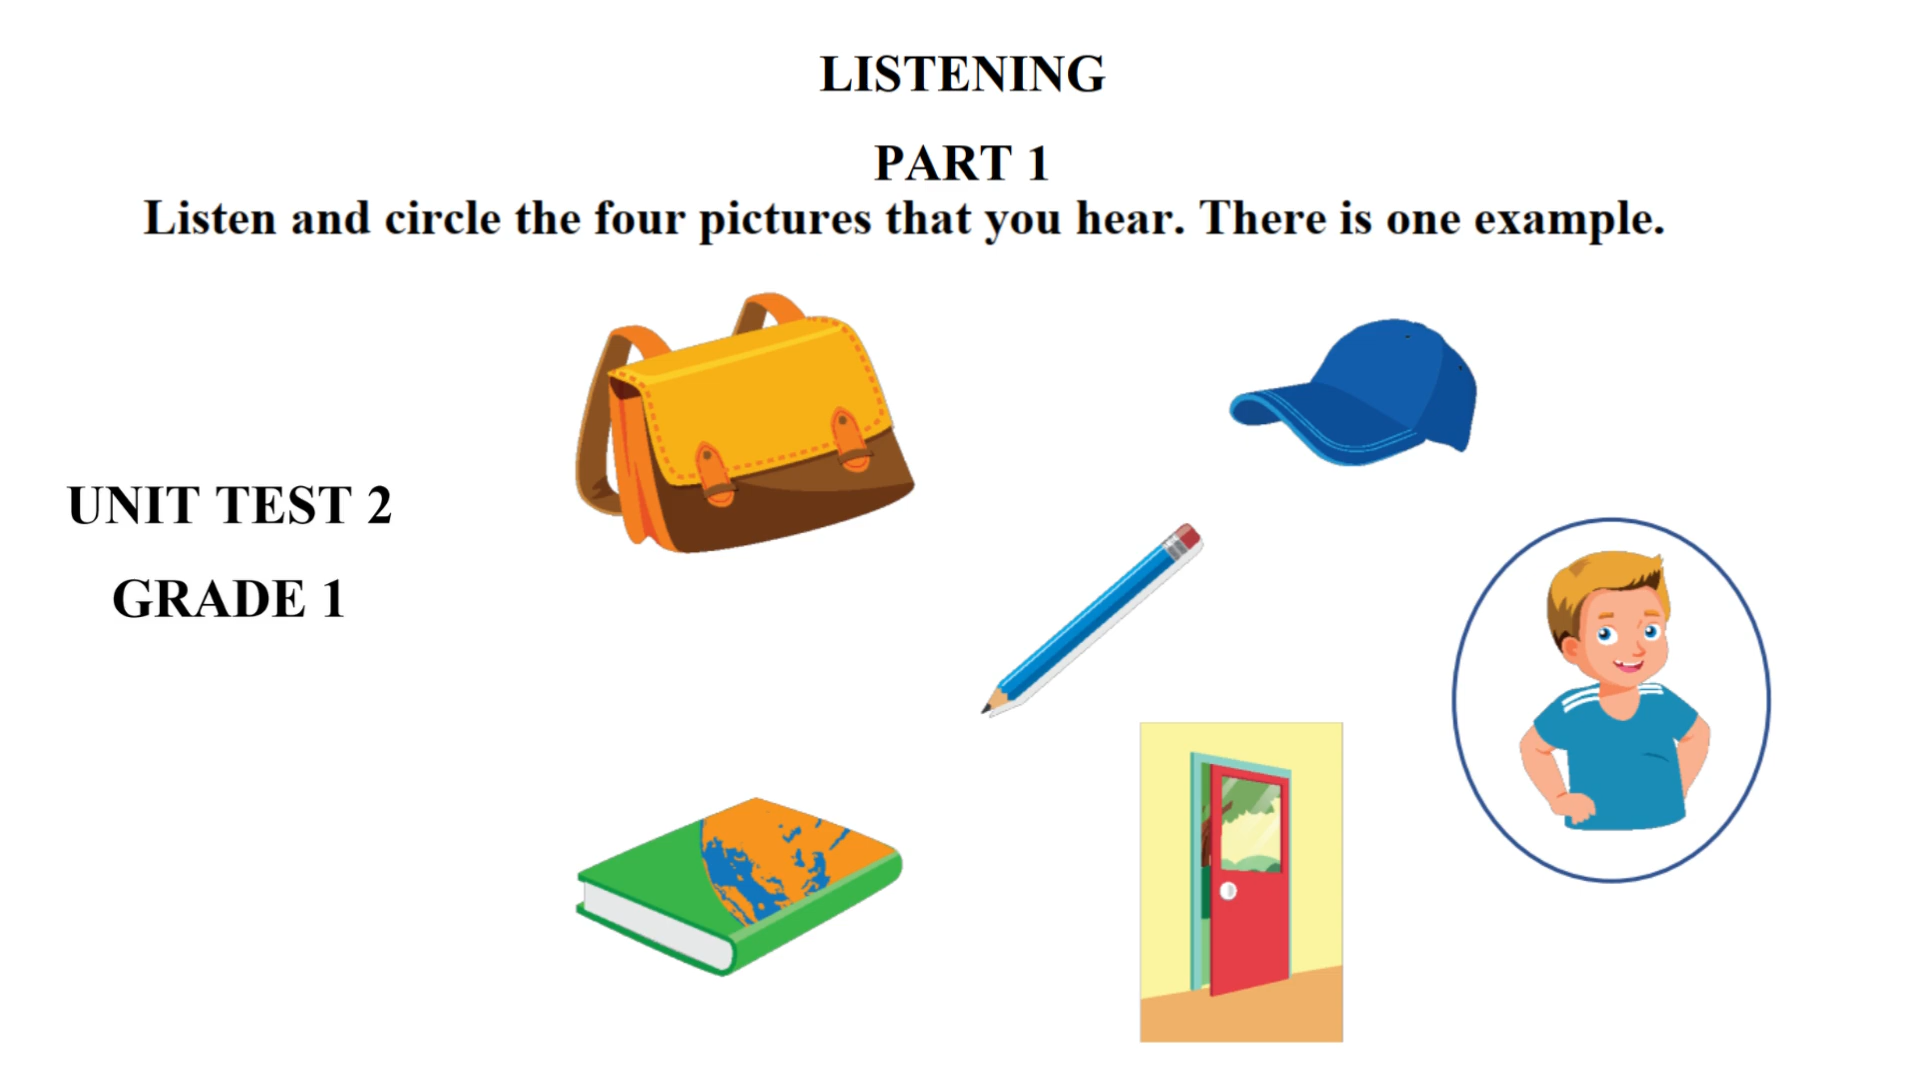 LISTENING
PART 1
Listen and circle the four pictures that you hear. There is one example.
UNIT TEST 2
GRADE 1